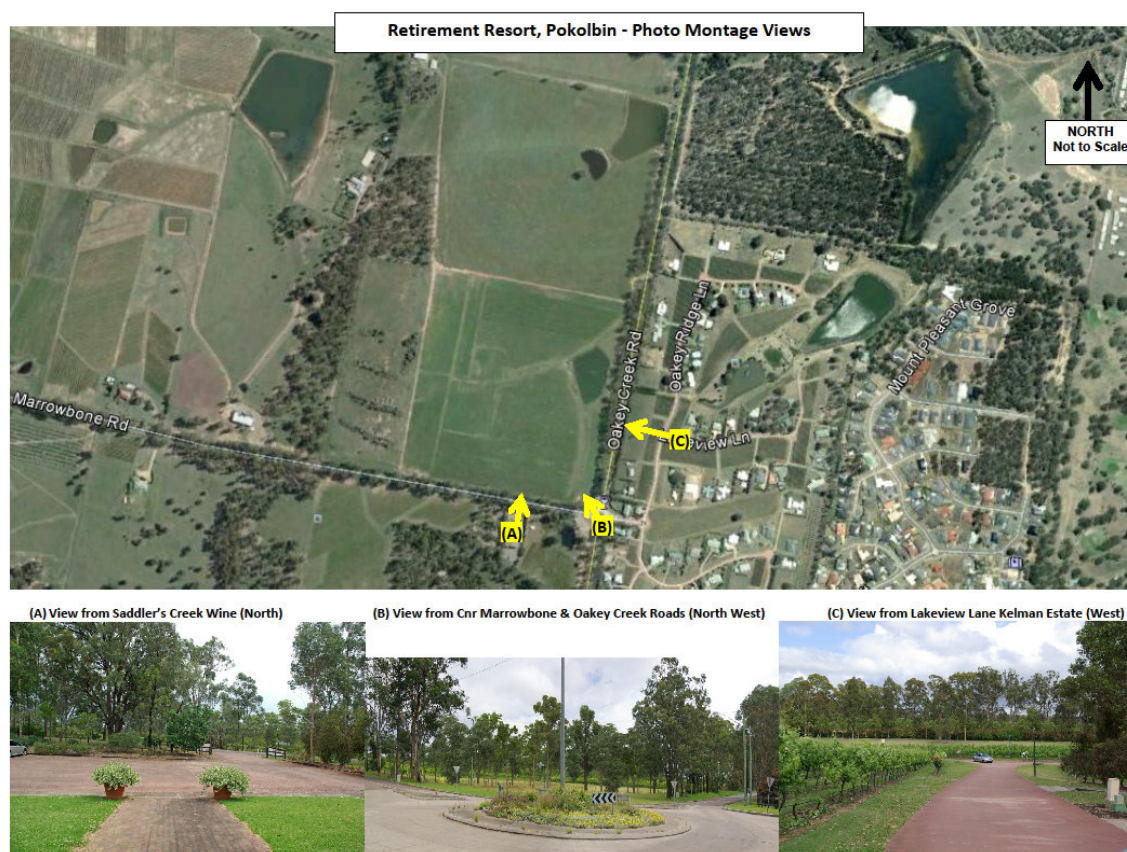 Retirement Resort, Pokolbin - Photo Montage Views
NORTH
Not to Scale
Mount Pleasant Grove
Oakey Ridge Ln
Oakey Creek Rd
Marrowbone Rd
(C)
view Ln
(A)
(B)
(A) View from Saddler's Creek Wine (North)
(B) View from Cnr Marrowbone & Oakey Creek Roads (North West)
(C) View from Lakeview Lane Kelman Estate (West)